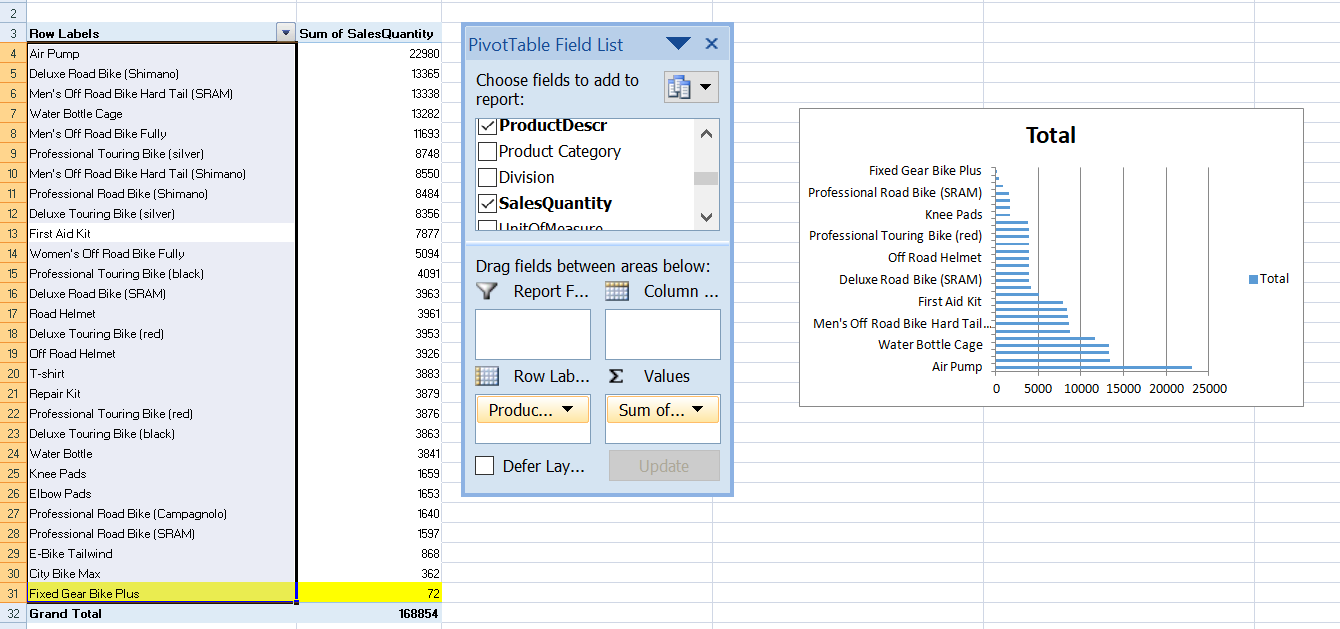 2
3 Row Labels Sum of SalesQuantity
4 Air Pump 22980
5 Deluxe Road Bike (Shimano) 13365
6 Men's Off Road Bike Hard Tail (SRAM) 13338
7 Water Bottle Cage 13282
8 Men's Off Road Bike Fully 11693
9 Professional Touring Bike (silver) 8748
10 Men's Off Road Bike Hard Tail (Shimano) 8550
11 Professional Road Bike (Shimano) 8484
12 Deluxe Touring Bike (silver) 8356
13 First Aid Kit 7877
14 Women's Off Road Bike Fully 5094
15 Professional Touring Bike (black) 4091
16 Deluxe Road Bike (SRAM) 3963
17 Road Helmet 3961
18 Deluxe Touring Bike (red) 3953
19 Off Road Helmet 3926
20 T-shirt 3883
21 Repair Kit 3879
22 Professional Touring Bike (red) 3876
23 Deluxe Touring Bike (black) 3863
24 Water Bottle 3841
25 Knee Pads 1659
26 Elbow Pads 1653
27 Professional Road Bike (Campagnolo) 1640
28 Professional Road Bike (SRAM) 1597
29 E-Bike Tailwind 868
30 City Bike Max 362
31 Fixed Gear Bike Plus 72
32 Grand Total 168854
PivotTable Field List
Choose fields to add to
report:
ProductDescr
Product Category
Division
SalesQuantity
UnitOfMeasure
Drag fields between areas below:
Report F... Column ...
Row Lab... Σ Values
Produc... Sum of...
Defer Lay... Update
Total
Fixed Gear Bike Plus
Professional Road Bike (SRAM)
Knee Pads
Professional Touring Bike (red)
Off Road Helmet
Deluxe Road Bike (SRAM)
First Aid Kit
Men's Off Road Bike Hard Tail...
Water Bottle Cage
Air Pump
0 5000 10000 15000 20000 25000
Total